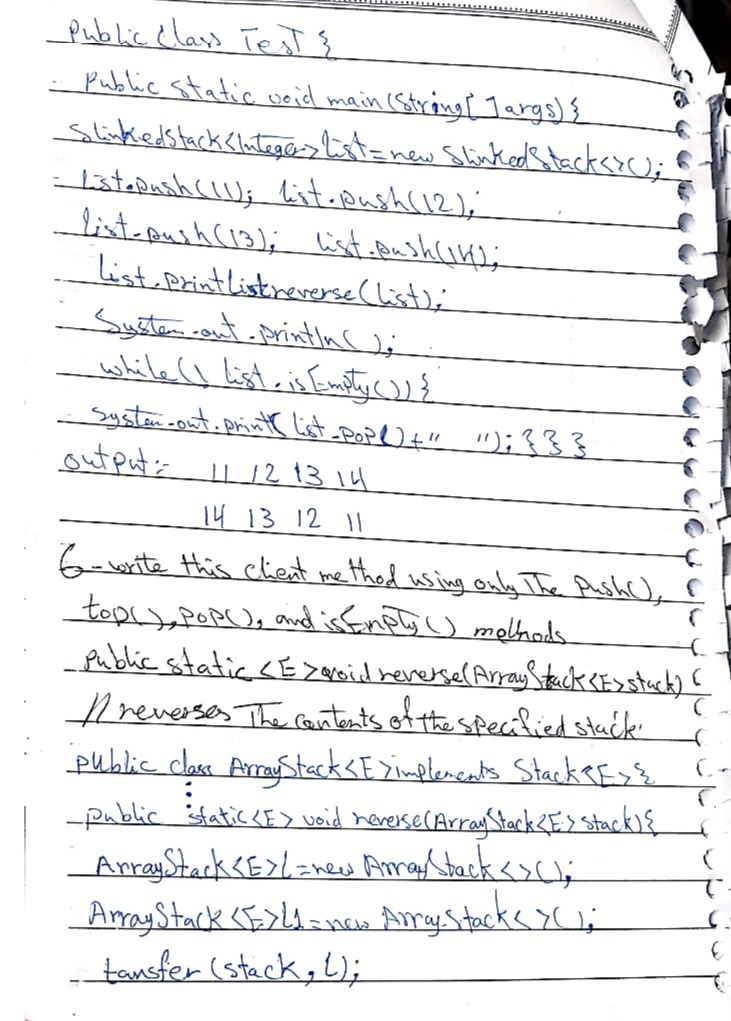 Public Class TesT {
Public static void main(String[ ]args){
SlinkedStack<Integer>list=new SlinkedStack<>();
list.push(11); list.push(12);
list.push(13); list.push(14);
list.printlistreverse(list);
System.out.println( );
while(! list.isEmpty()){
system.out.print( list.pop()+" "); } } }
output:- 11 12 13 14
14 13 12 11
6-write this client method using only The Push(),
top(), pop(), and isEmpty() methods
Public static <E>void reverse(ArrayStack<E>stack)
// reverses The contents of the specified stack.
public class ArrayStack<E>implements Stack<E>{
⋮
public static<E> void reverse(ArrayStack<E>stack){
ArrayStack<E>L=new ArrayStack<>();
ArrayStack<E>L1=new ArrayStack<>();
tansfer (stack, L);